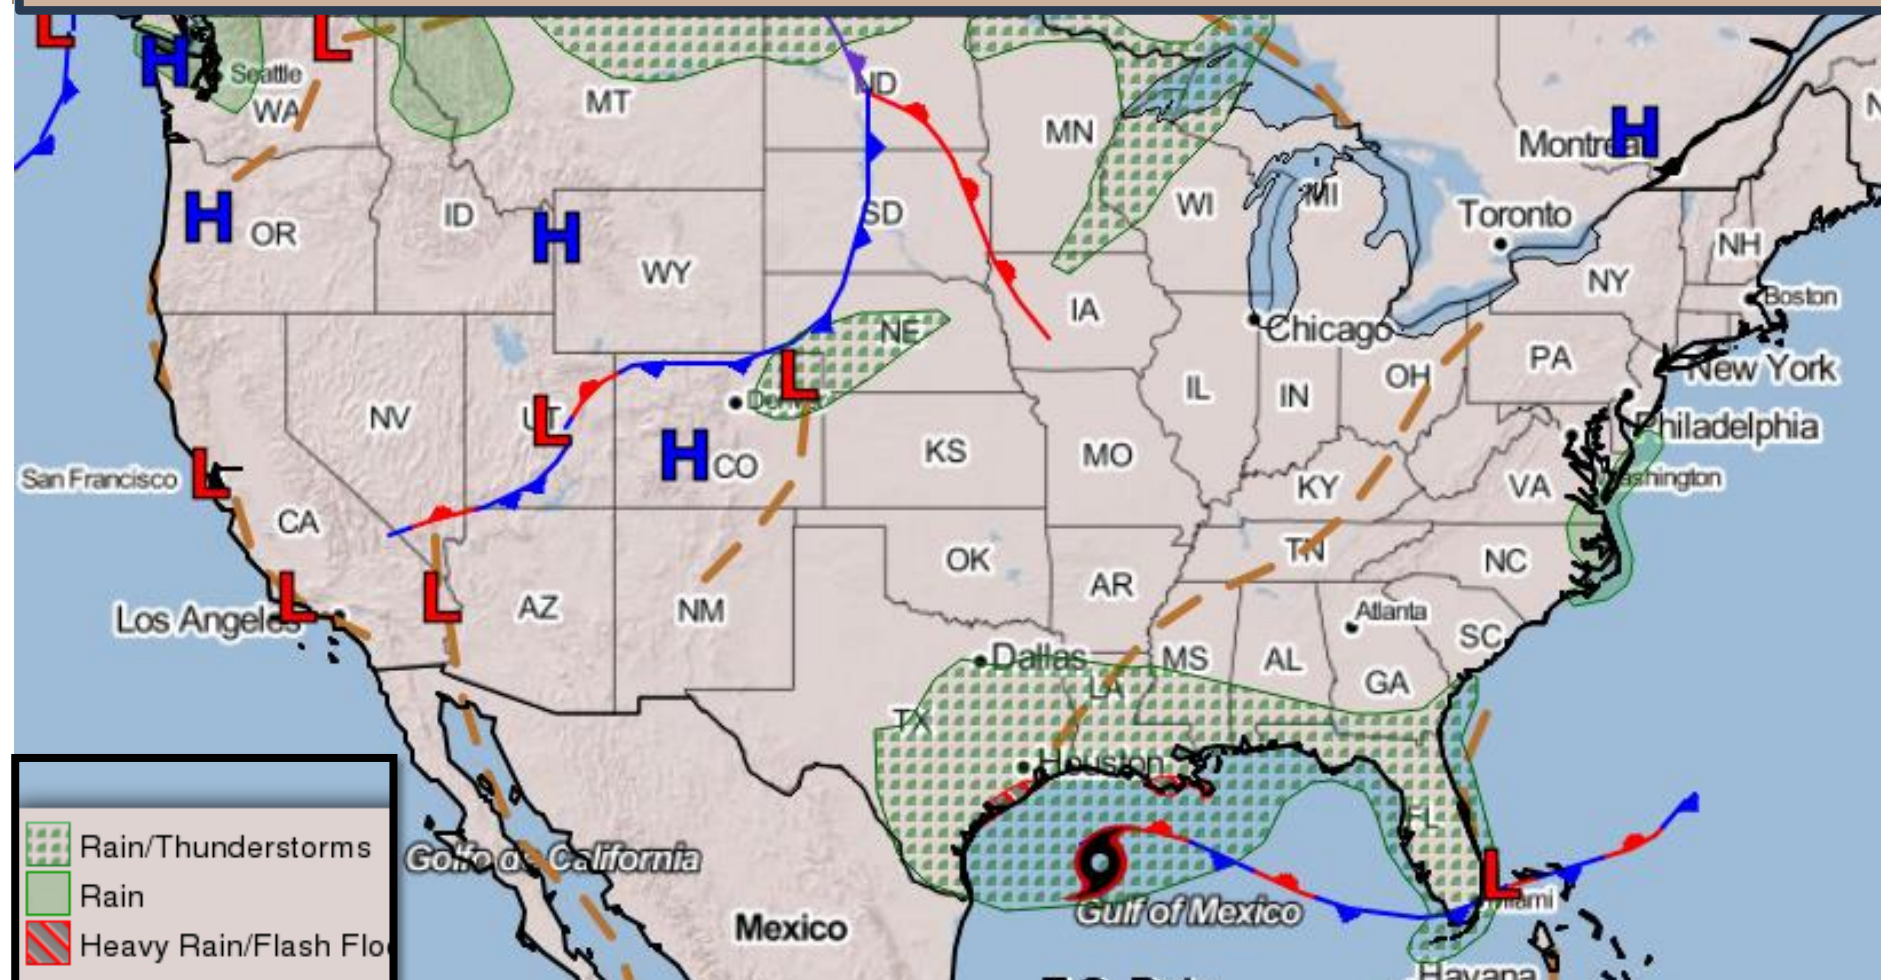 L
H
Seattle
WA
L
MT
ND
MN
Montreal
H
H
OR
ID
H
WY
SD
WI
MI
Toronto
NY
NH
Boston
IA
Chicago
NE
L
Denver
NV
UT
L
H
CO
KS
MO
IL
IN
OH
PA
New York
Philadelphia
Washington
VA
KY
San Francisco
L
CA
Los Angeles
L
L
AZ
NM
OK
AR
TN
NC
Atlanta
SC
Dallas
LA
MS
AL
GA
TX
Houston
FL
L
Miami
Golfo de California
Gulf of Mexico
Mexico
Havana
Rain/Thunderstorms
Rain
Heavy Rain/Flash Flo